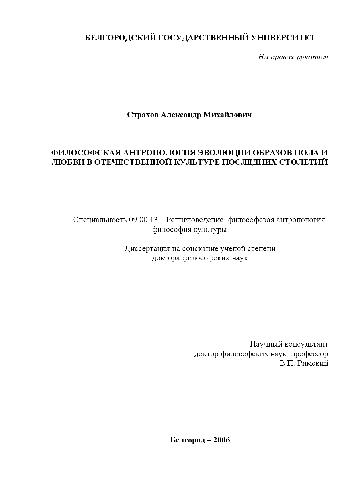 БЕЛГОРОДСКИЙ ГОСУДАРСТВЕННЫЙ УНИВЕРСИТЕТ
На правах рукописи
Страхов Александр Михайлович
ФИЛОСОФСКАЯ АНТРОПОЛОГИЯ ЭВОЛЮЦИИ ОБРАЗОВ ПОЛА И
ЛЮБВИ В ОТЕЧЕСТВЕННОЙ КУЛЬТУРЕ ПОСЛЕДНИХ СТОЛЕТИЙ
Специальность 09.00.13 – Религиоведение, философская антропология,
философия культуры
Диссертация на соискание ученой степени
доктора философских наук
Научный консультант
доктор философских наук, профессор
В.П. Римский
Белгород – 2006